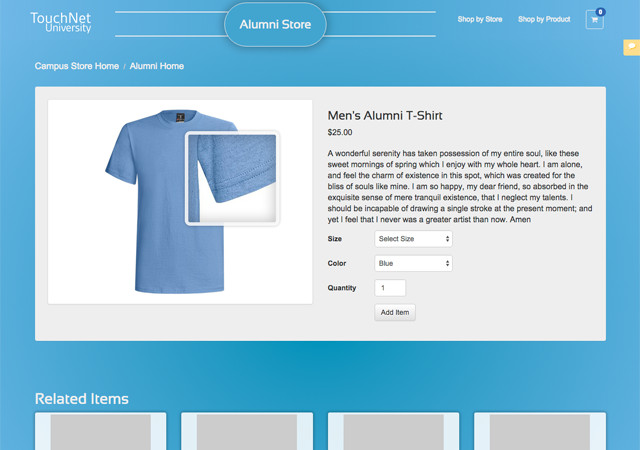 TouchNet
University
Alumni Store
Shop by Store
Shop by Product
0
Campus Store Home / Alumni Home
Men's Alumni T-Shirt
$25.00
A wonderful serenity has taken possession of my entire soul, like these
sweet mornings of spring which I enjoy with my whole heart. I am alone,
and feel the charm of existence in this spot, which was created for the
bliss of souls like mine. I am so happy, my dear friend, so absorbed in the
exquisite sense of mere tranquil existence, that I neglect my talents. I
should be incapable of drawing a single stroke at the present moment; and
yet I feel that I never was a greater artist than now. Amen
Size Select Size
Color Blue
Quantity 1
Add Item
Related Items